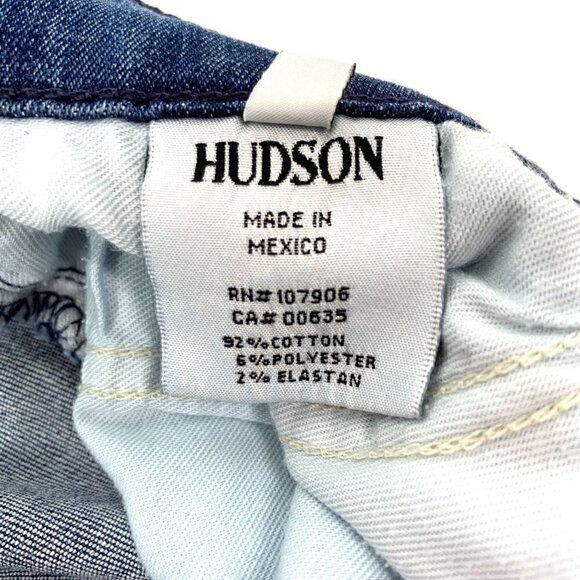 HUDSON
MADE IN
MEXICO
RN# 107906
CA# 00635
92% COTTON
6% POLYESTER
2% ELASTAN